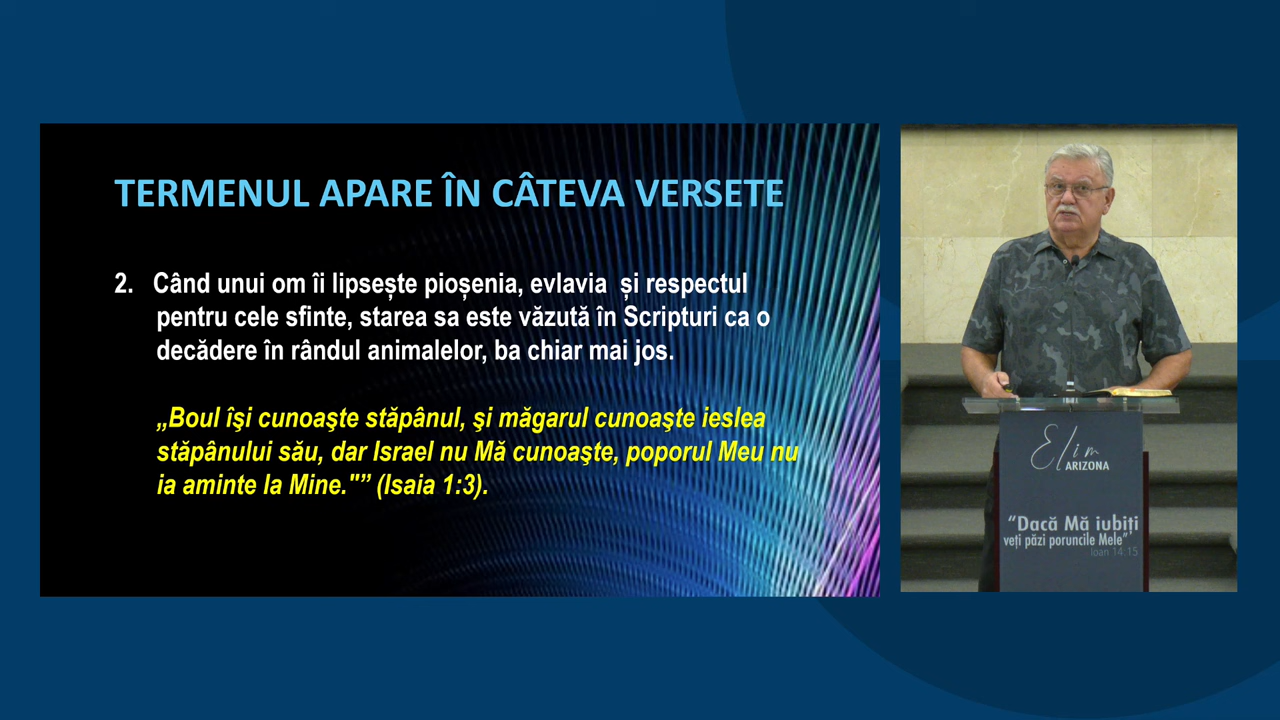 TERMENUL APARE ÎN CÂTEVA VERSETE
2. Când unui om îi lipsește pioșenia, evlavia și respectul
pentru cele sfinte, starea sa este văzută în Scripturi ca o
decădere în rândul animalelor, ba chiar mai jos.
„Boul îşi cunoaşte stăpânul, şi măgarul cunoaşte ieslea
stăpânului său, dar Israel nu Mă cunoaşte, poporul Meu nu
ia aminte la Mine."” (Isaia 1:3).
Elim
ARIZONA
“Dacă Mă iubiți
veți păzi poruncile Mele”
Ioan 14:15